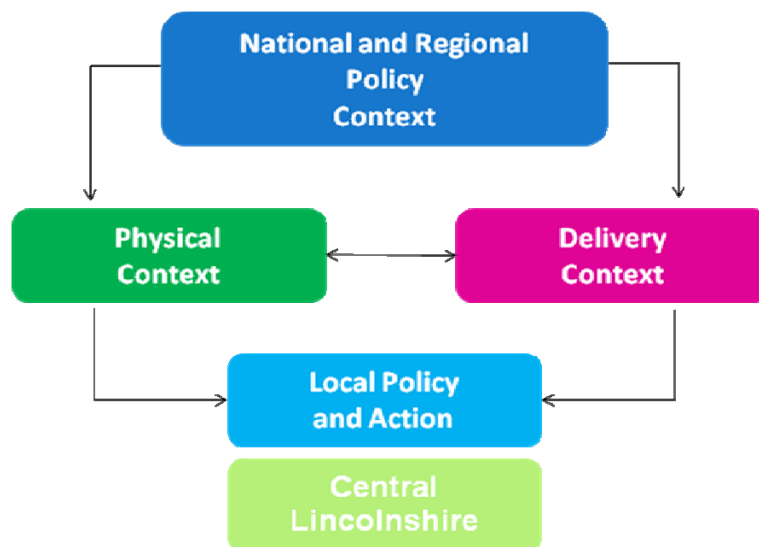 National and Regional
Policy
Context
Physical
Context
Delivery
Context
Local Policy
and Action
Central
Lincolnshire